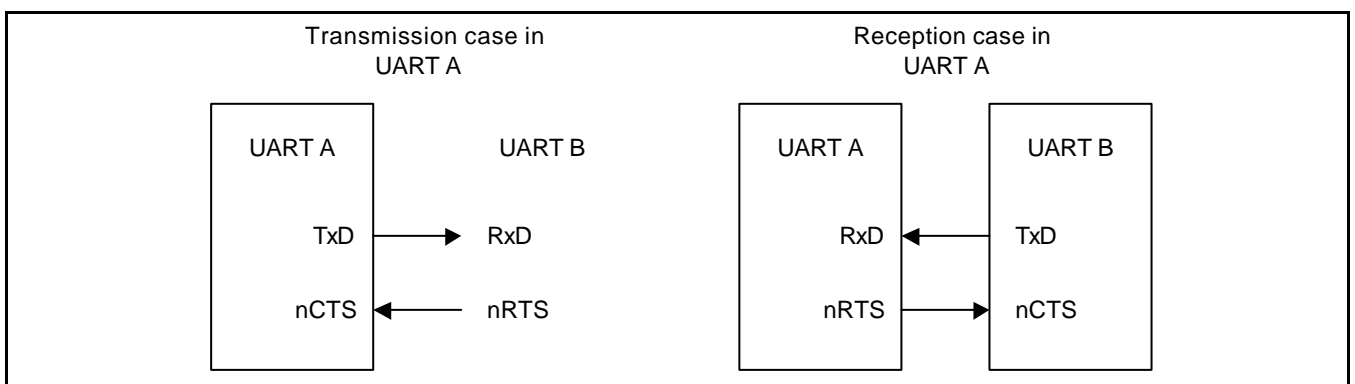 Transmission case in
UART A
Reception case in
UART A
UART A
UART B
UART A
UART B
TxD
RxD
RxD
TxD
nCTS
nRTS
nRTS
nCTS